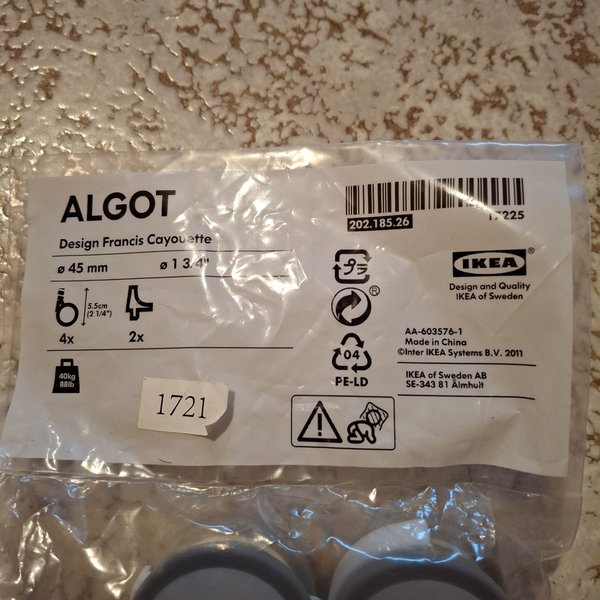 ALGOT
Design Francis Cayouette
ø 45 mm ø 1 3/4"
5.5cm
(2 1/4")
4x 2x
40kg
88lb
1721
202.185.26 17225
プラ
®
04
PE-LD
IKEA®
Design and Quality
IKEA of Sweden
AA-603576-1
Made in China
©Inter IKEA Systems B.V. 2011
IKEA of Sweden AB
SE-343 81 Älmhult